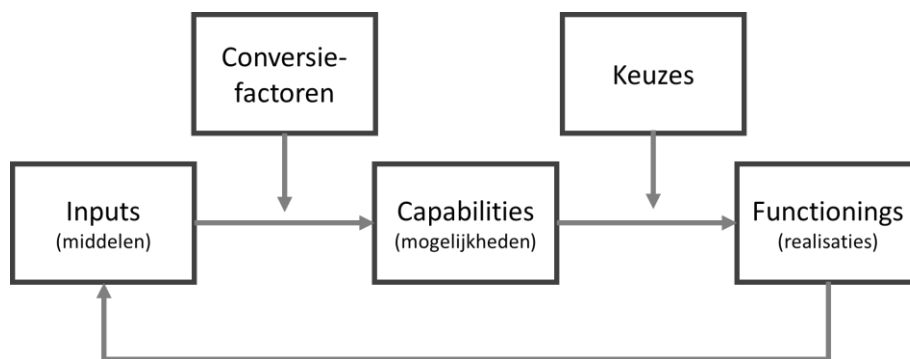 Conversie-
factoren
Keuzes
Inputs
(middelen)
Capabilities
(mogelijkheden)
Functionings
(realisaties)